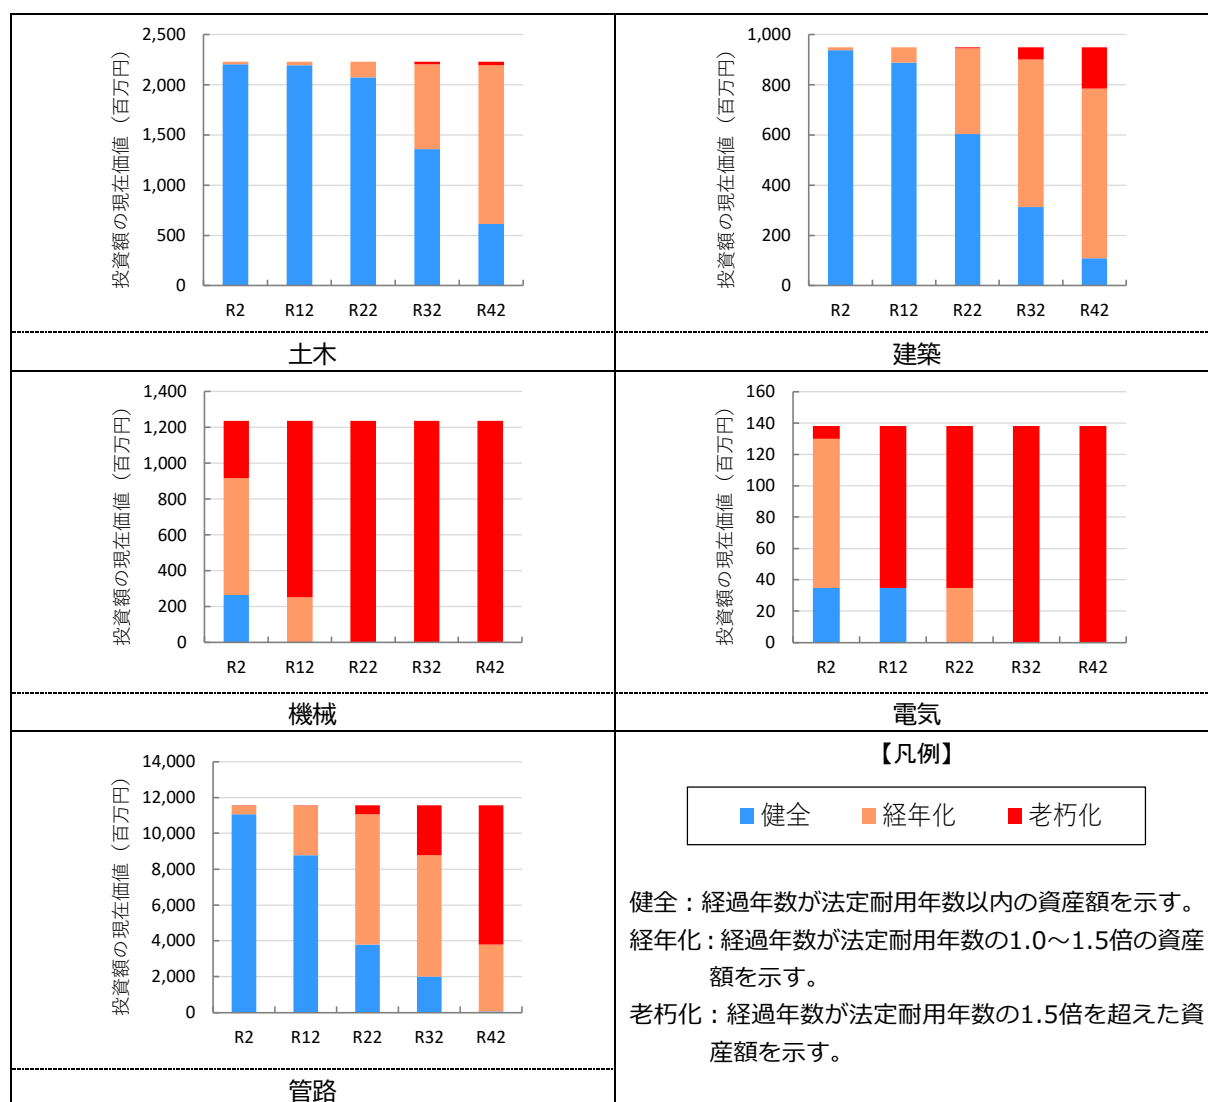 投資額の現在価値（百万円）
2,500
2,000
1,500
1,000
500
0
R2 R12 R22 R32 R42
土木
投資額の現在価値（百万円）
1,000
800
600
400
200
0
R2 R12 R22 R32 R42
建築
投資額の現在価値（百万円）
1,400
1,200
1,000
800
600
400
200
0
R2 R12 R22 R32 R42
機械
投資額の現在価値（百万円）
160
140
120
100
80
60
40
20
0
R2 R12 R22 R32 R42
電気
投資額の現在価値（百万円）
14,000
12,000
10,000
8,000
6,000
4,000
2,000
0
R2 R12 R22 R32 R42
管路
【凡例】
健全 経年化 老朽化
健全：経過年数が法定耐用年数以内の資産額を示す。
経年化：経過年数が法定耐用年数の1.0～1.5倍の資産
額を示す。
老朽化：経過年数が法定耐用年数の1.5倍を超えた資
産額を示す。